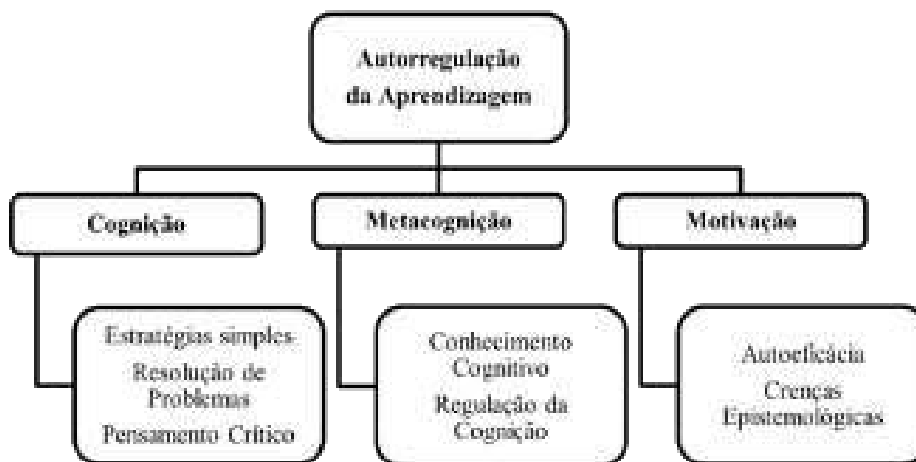 Autorregulação
da Aprendizagem
Cognição
Metacognição
Motivação
Estratégias simples
Resolução de
Problemas
Pensamento Crítico
Conhecimento
Cognitivo
Regulação da
Cognição
Autoeficácia
Crenças
Epistemológicas